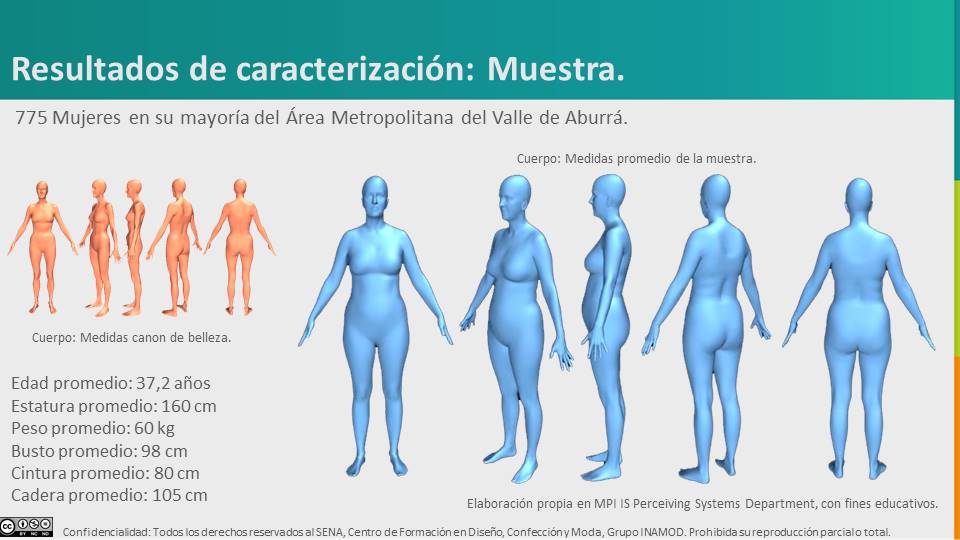 Resultados de caracterización: Muestra.
775 Mujeres en su mayoría del Área Metropolitana del Valle de Aburrá.
Cuerpo: Medidas promedio de la muestra.
Cuerpo: Medidas canon de belleza.
Edad promedio: 37,2 años
Estatura promedio: 160 cm
Peso promedio: 60 kg
Busto promedio: 98 cm
Cintura promedio: 80 cm
Cadera promedio: 105 cm
Elaboración propia en MPI IS Perceiving Systems Department, con fines educativos.
cc BY NC ND
Confidencialidad: Todos los derechos reservados al SENA, Centro de Formación en Diseño, Confección y Moda, Grupo INAMOD. Prohibida su reproducción parcial o total.